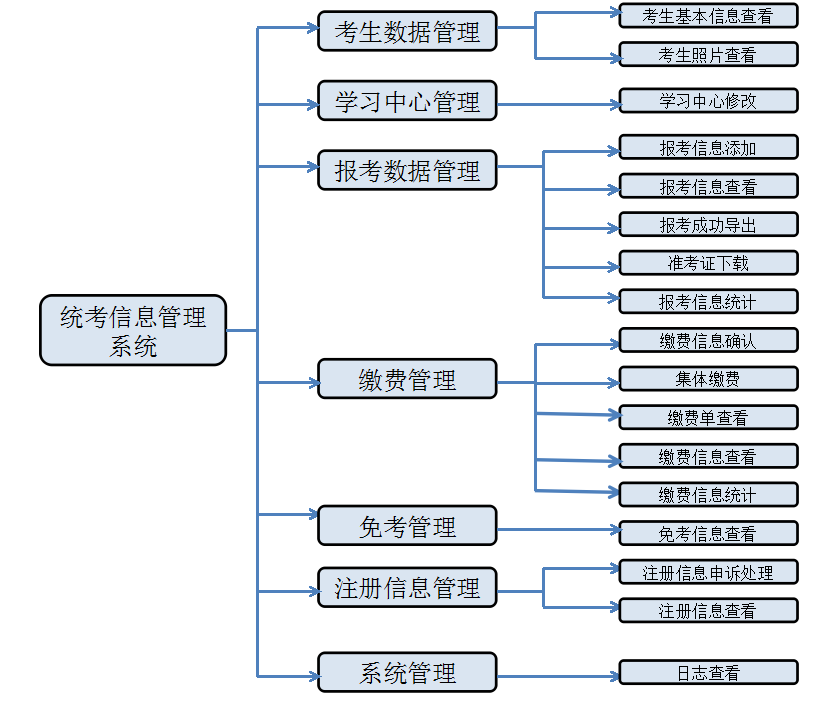 统考信息管理
系统
考生数据管理
考生基本信息查看
考生照片查看
学习中心管理
学习中心修改
报考数据管理
报考信息添加
报考信息查看
报考成功导出
准考证下载
报考信息统计
缴费管理
缴费信息确认
集体缴费
缴费单查看
缴费信息查看
缴费信息统计
免考管理
免考信息查看
注册信息管理
注册信息申诉处理
注册信息查看
系统管理
日志查看